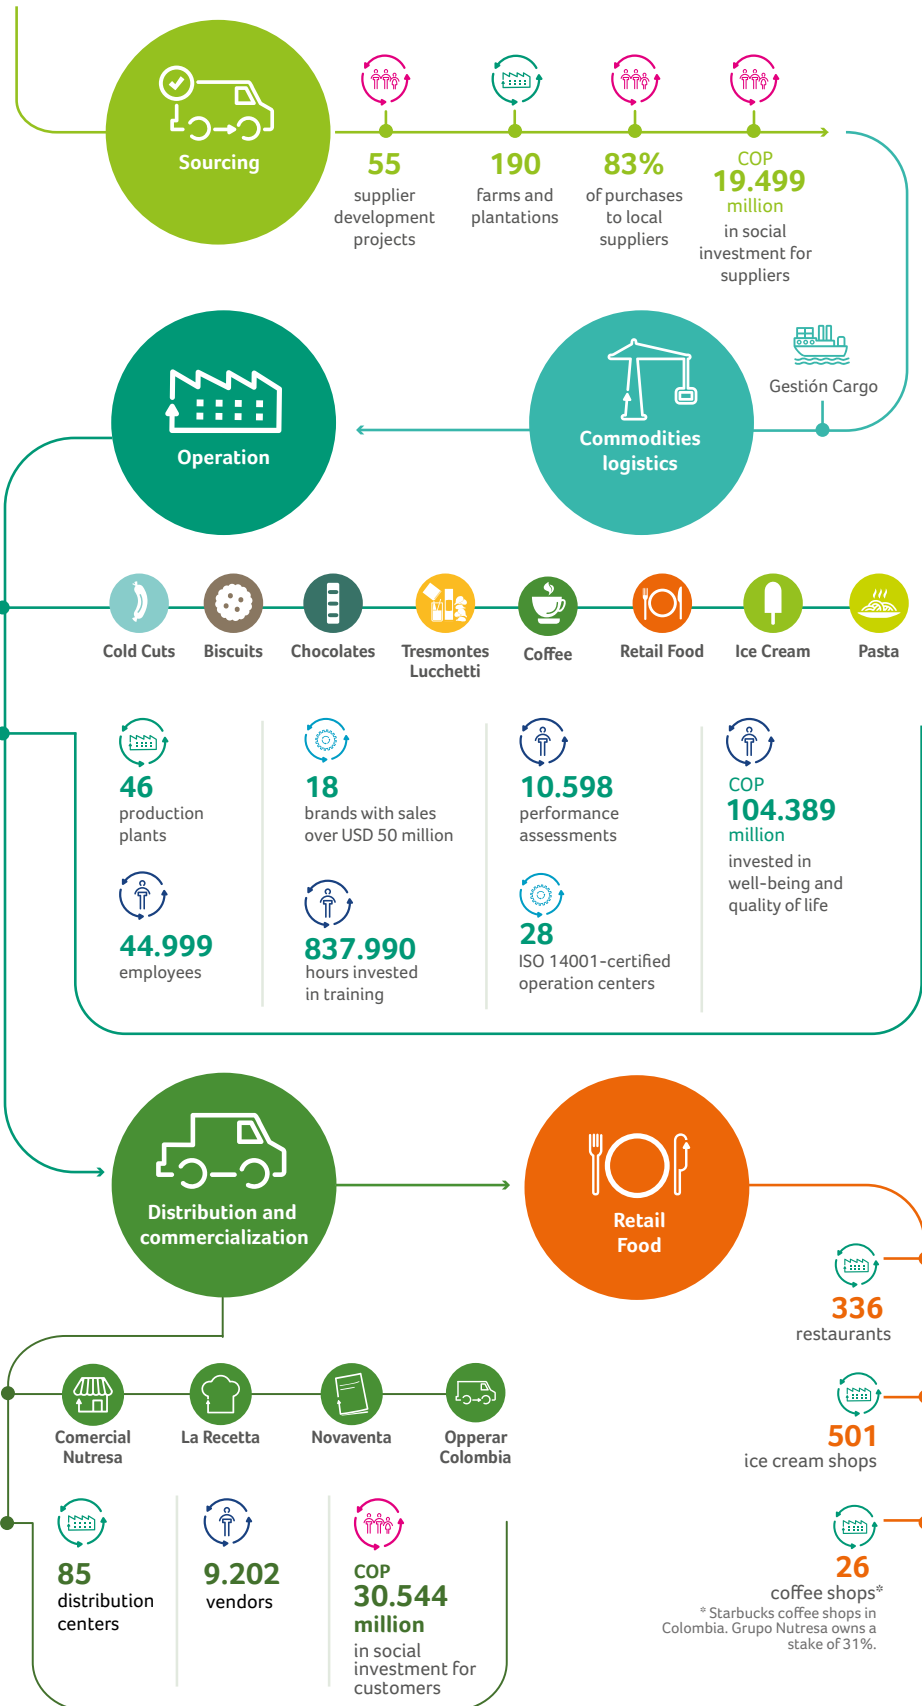 Sourcing
55
supplier
development
projects
190
farms and
plantations
83%
of purchases
to local
suppliers
COP
19.499
million
in social
investment for
suppliers
Gestión Cargo
Commodities
logistics
Operation
Cold Cuts
Biscuits
Chocolates
Tresmontes
Lucchetti
Coffee
Retail Food
Ice Cream
Pasta
46
production
plants
44.999
employees
18
brands with sales
over USD 50 million
837.990
hours invested
in training
10.598
performance
assessments
28
ISO 14001-certified
operation centers
COP
104.389
million
invested in
well-being and
quality of life
Distribution and
commercialization
Retail
Food
336
restaurants
501
ice cream shops
26
coffee shops*
* Starbucks coffee shops in
Colombia. Grupo Nutresa owns a
stake of 31%.
Comercial
Nutresa
La Recetta
Novaventa
Opperar
Colombia
85
distribution
centers
9.202
vendors
COP
30.544
million
in social
investment for
customers